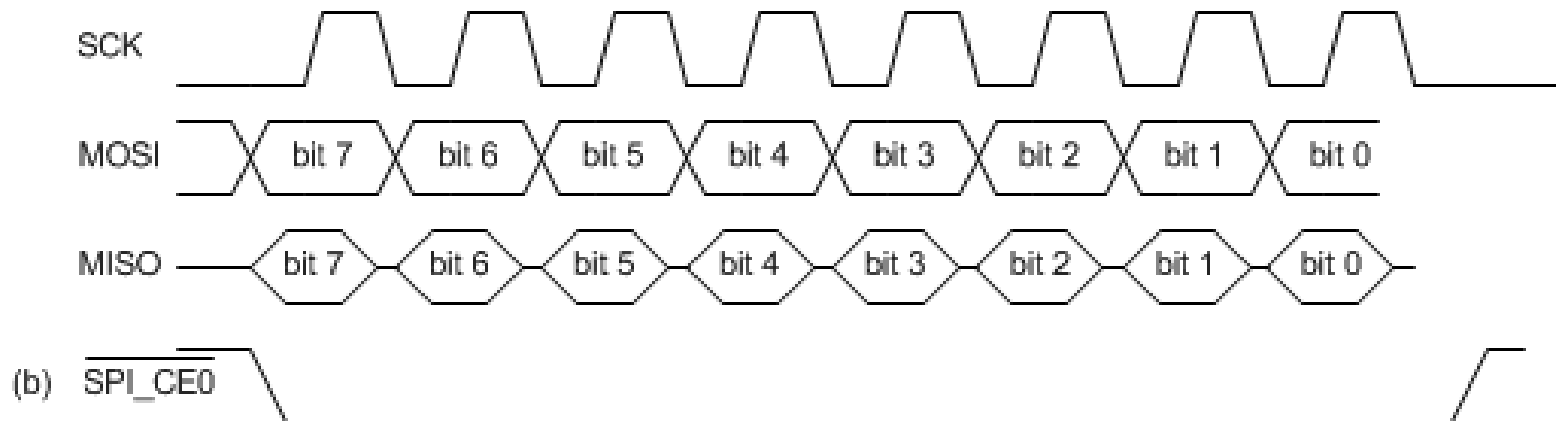 SCK
MOSI bit 7 bit 6 bit 5 bit 4 bit 3 bit 2 bit 1 bit 0
MISO bit 7 bit 6 bit 5 bit 4 bit 3 bit 2 bit 1 bit 0
(b) SPI_CE0